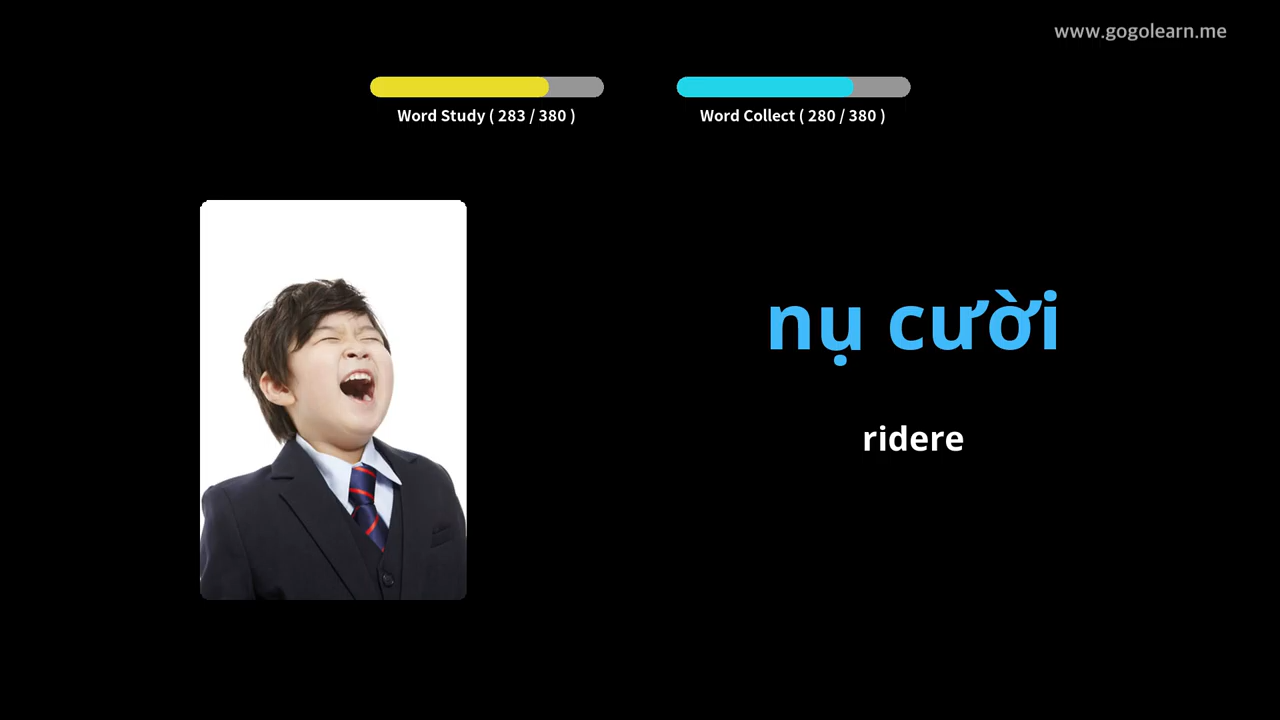 www.gogolearn.me
Word Study ( 283 / 380 )
Word Collect ( 280 / 380 )
nụ cười
ridere